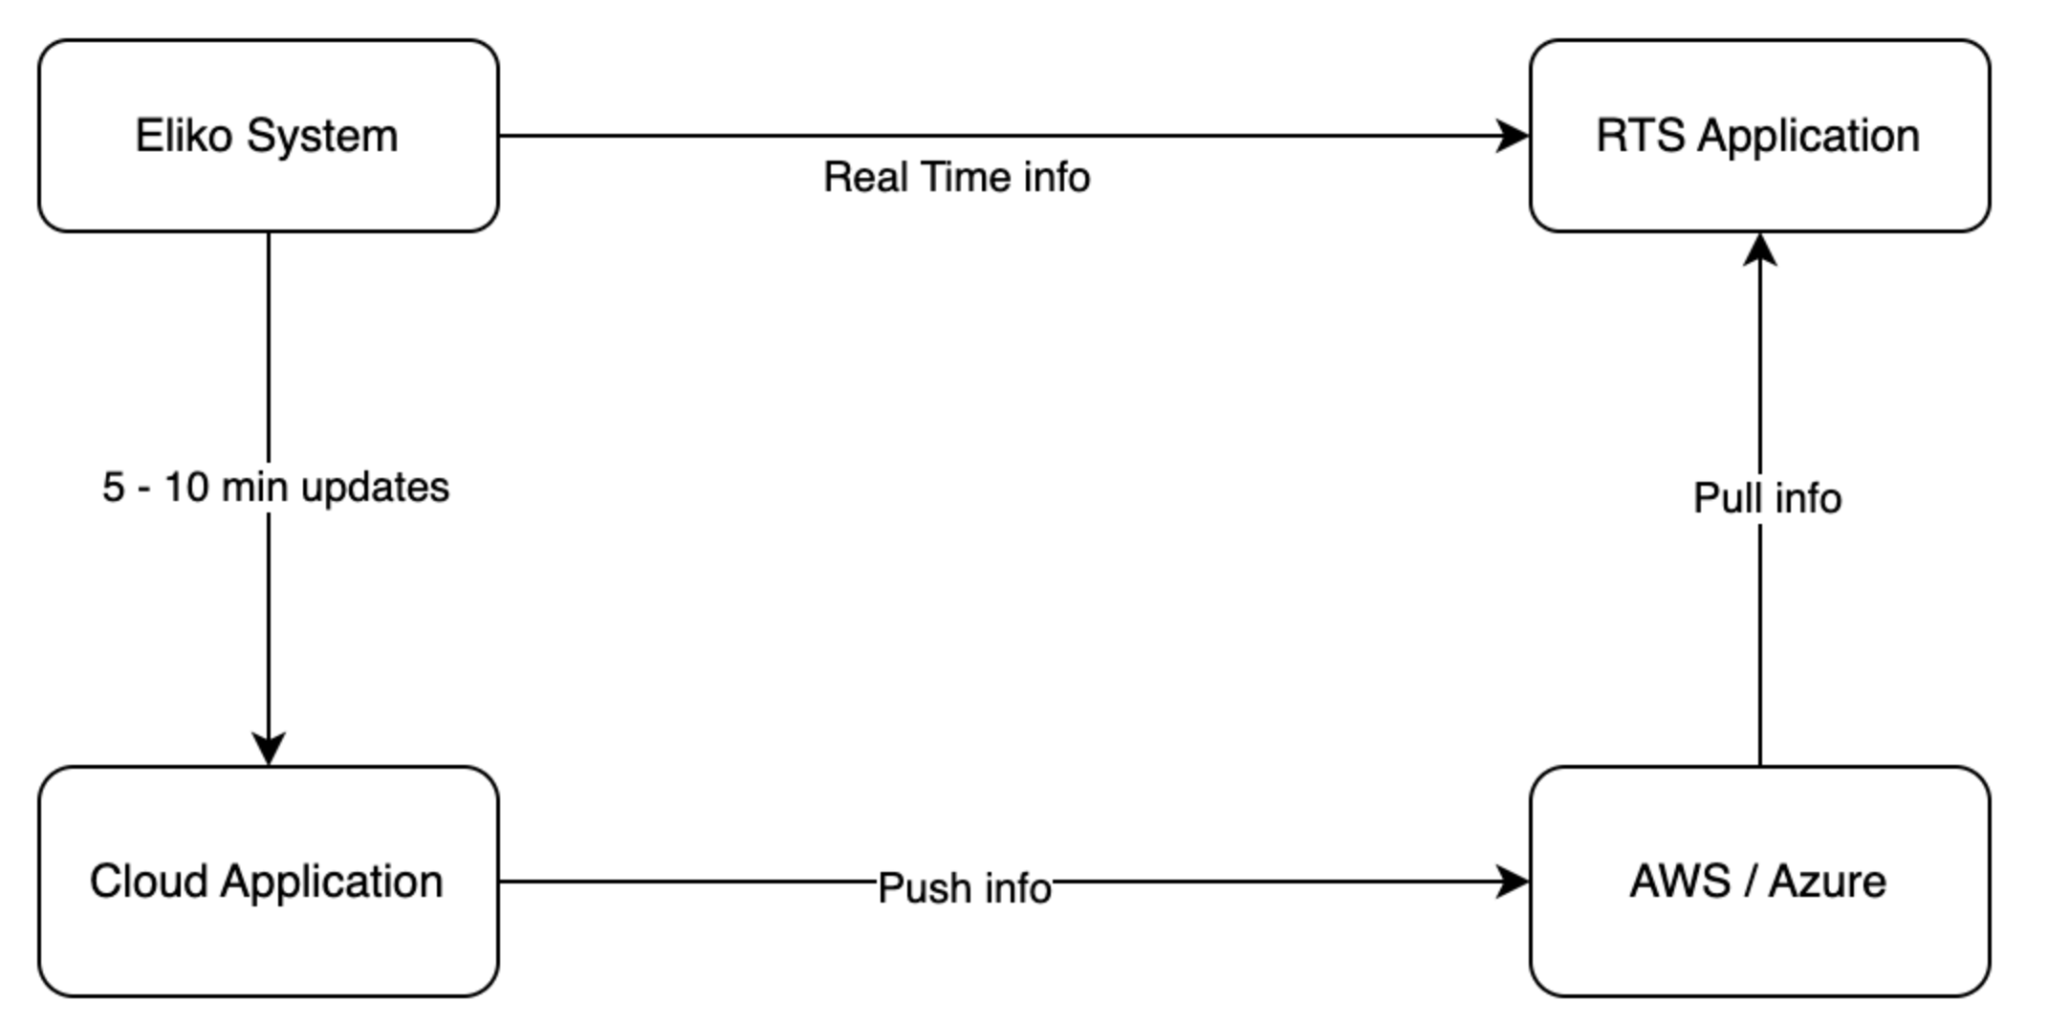 Eliko System
RTS Application
Real Time info
5 - 10 min updates
Pull info
Cloud Application
Push info
AWS / Azure